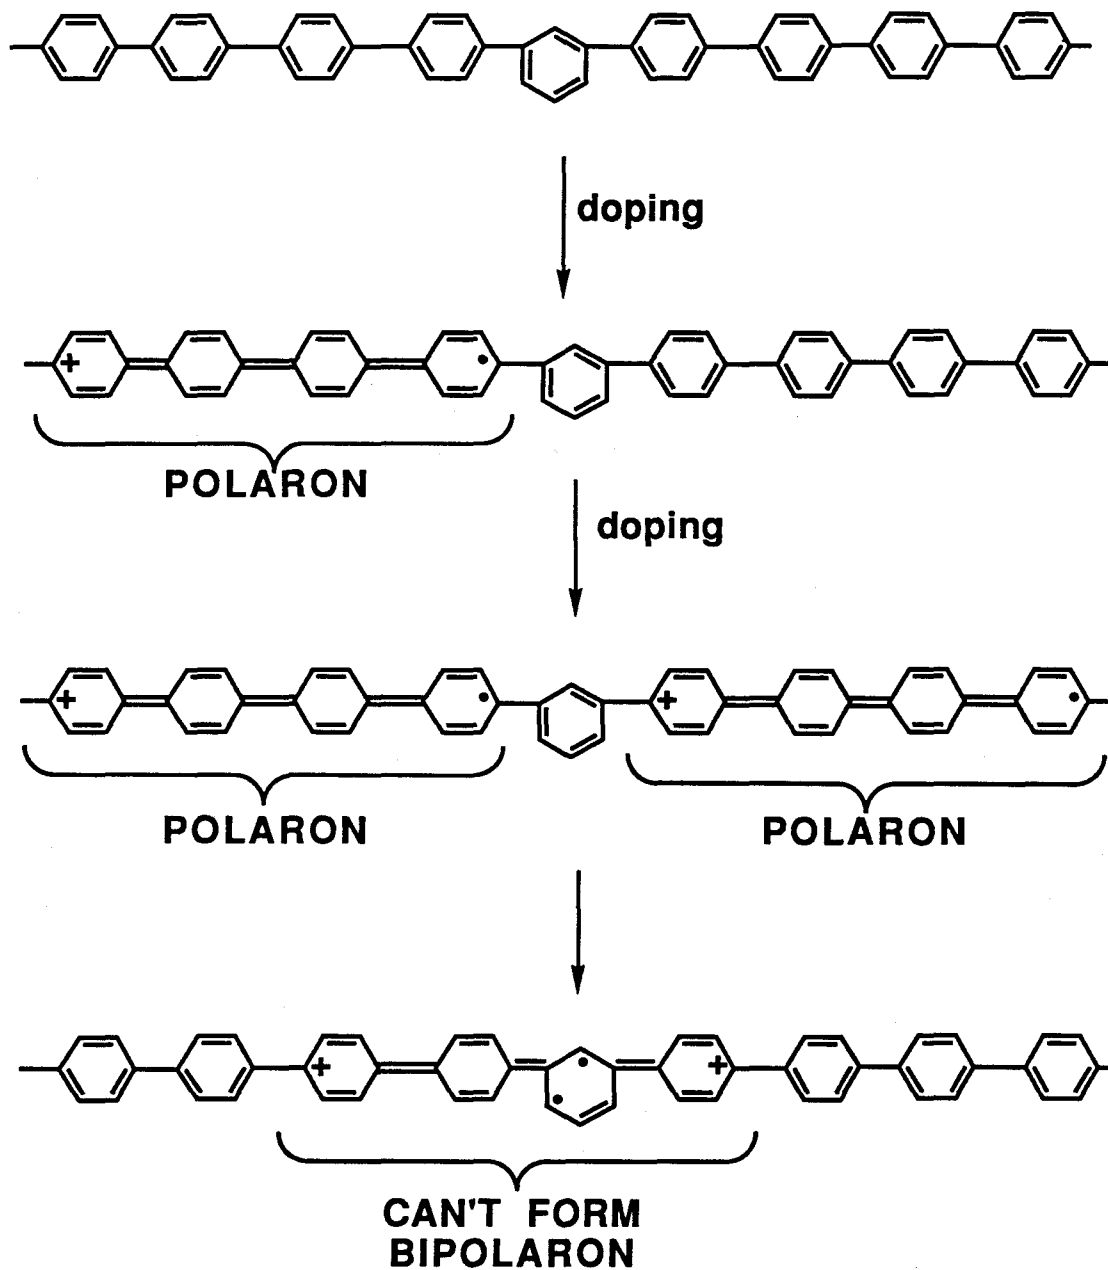 doping
+
POLARON
doping
+ +
POLARON POLARON
+ +
CAN'T FORM
BIPOLARON